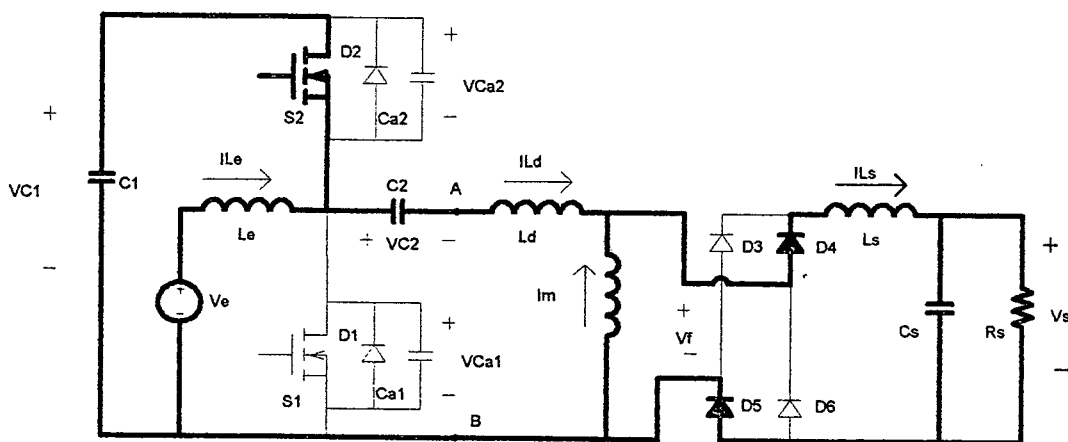 D2
+
VCa2
-
Ca2
S2
+
VC1
-
C1
ILe
Le
C2
+
VC2
-
A
ILd
Ld
ILs
Ls
D3
D4
+
-
Ve
Im
+
Vf
-
Cs
Rs
+
Vs
-
D1
+
VCa1
-
Ca1
S1
B
D5
D6